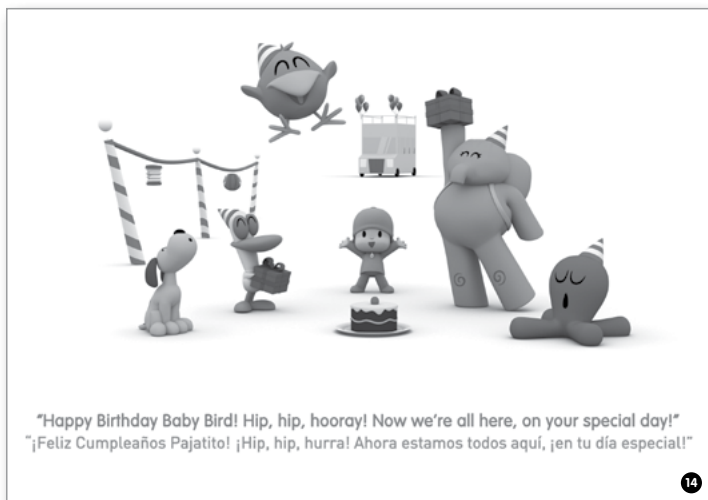 "Happy Birthday Baby Bird! Hip, hip, hooray! Now we're all here, on your special day!"
"¡Feliz Cumpleaños Pajatito! ¡Hip, hip, hurra! Ahora estamos todos aquí, ¡en tu día especial!"
14